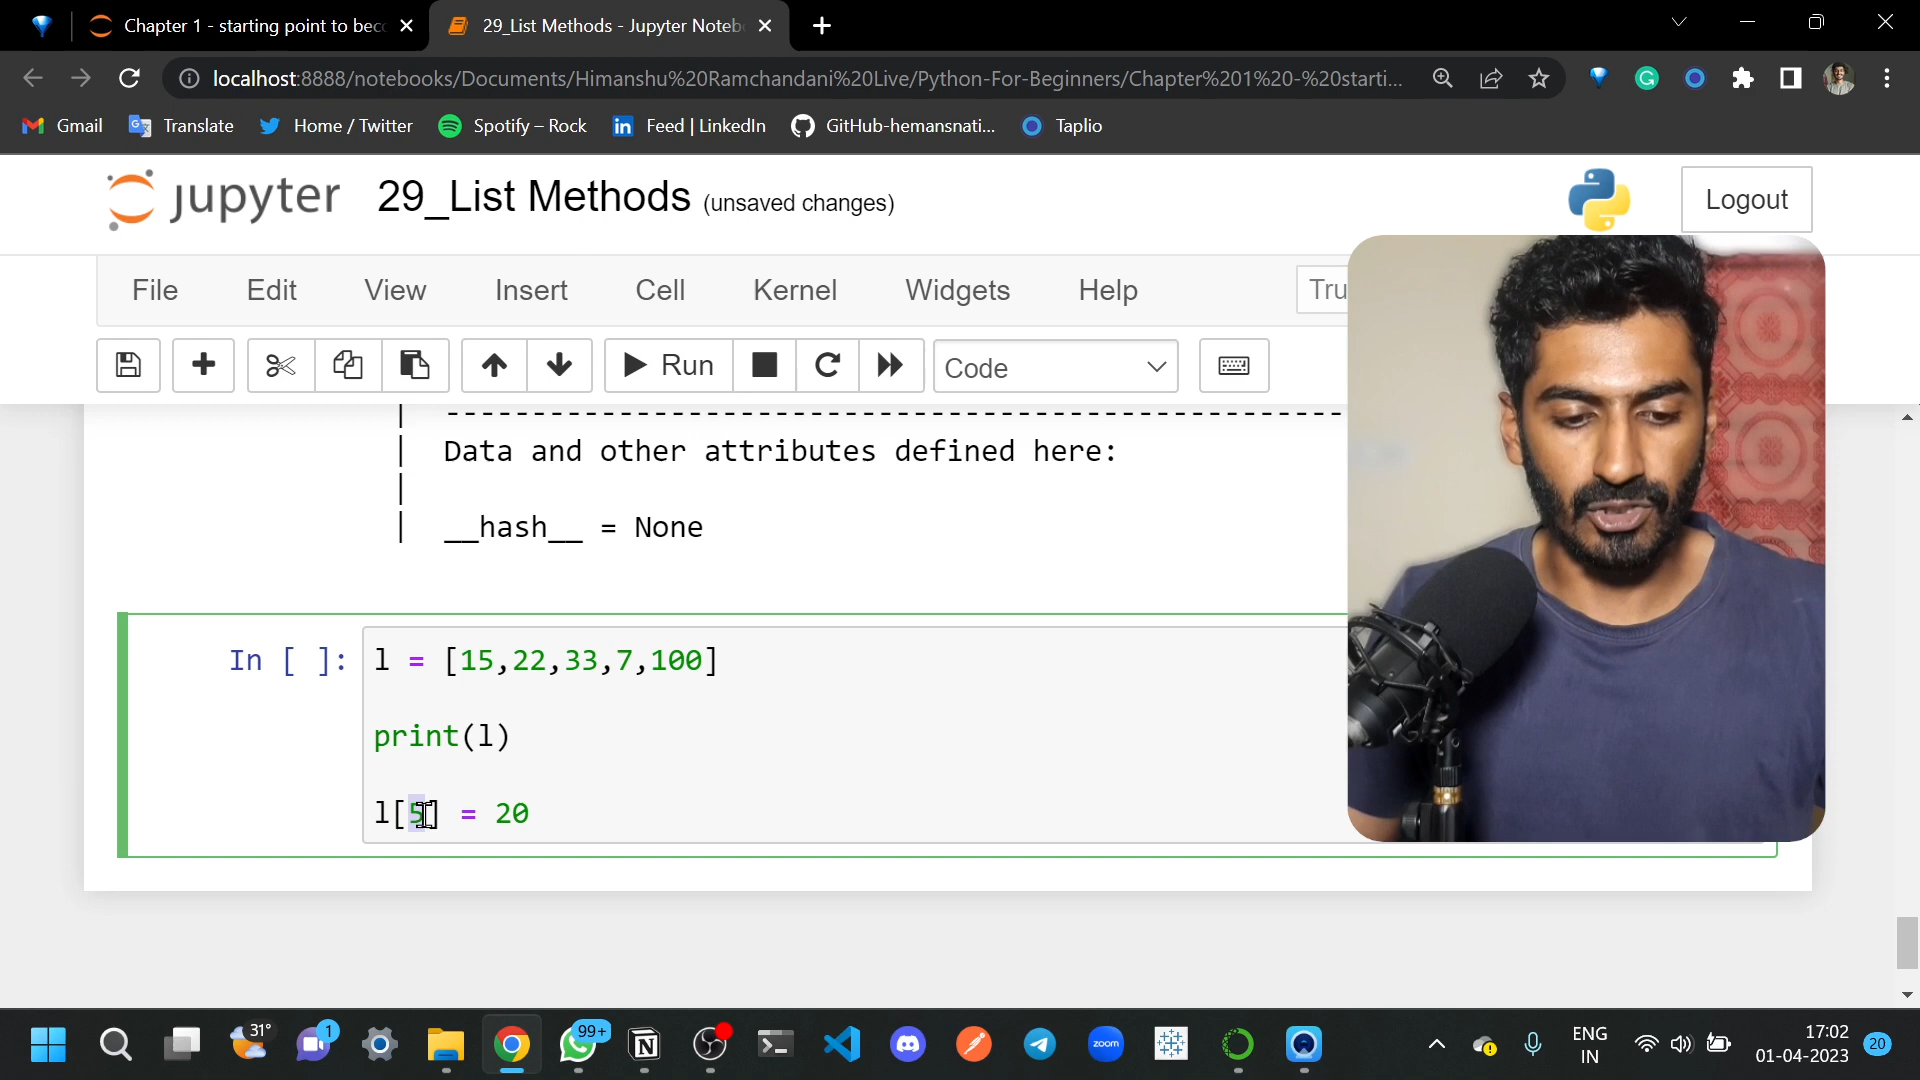 Chapter 1 - starting point to bec
29_List Methods - Jupyter Noteb
localhost:8888/notebooks/Documents/Himanshu%20Ramchandani%20Live/Python-For-Beginners/Chapter%201%20-%20starti...
Gmail
Translate
Home / Twitter
Spotify – Rock
Feed | LinkedIn
GitHub-hemansnati...
Taplio
jupyter 29_List Methods (unsaved changes)
Logout
File Edit View Insert Cell Kernel Widgets Help Tru
Run
Code
| ------------------------------------------------------
| Data and other attributes defined here:
|
| __hash__ = None
In [ ]: l = [15,22,33,7,100]
print(l)
l[5] = 20
31°
1
99+
zoom
ENG
IN
17:02
01-04-2023
20